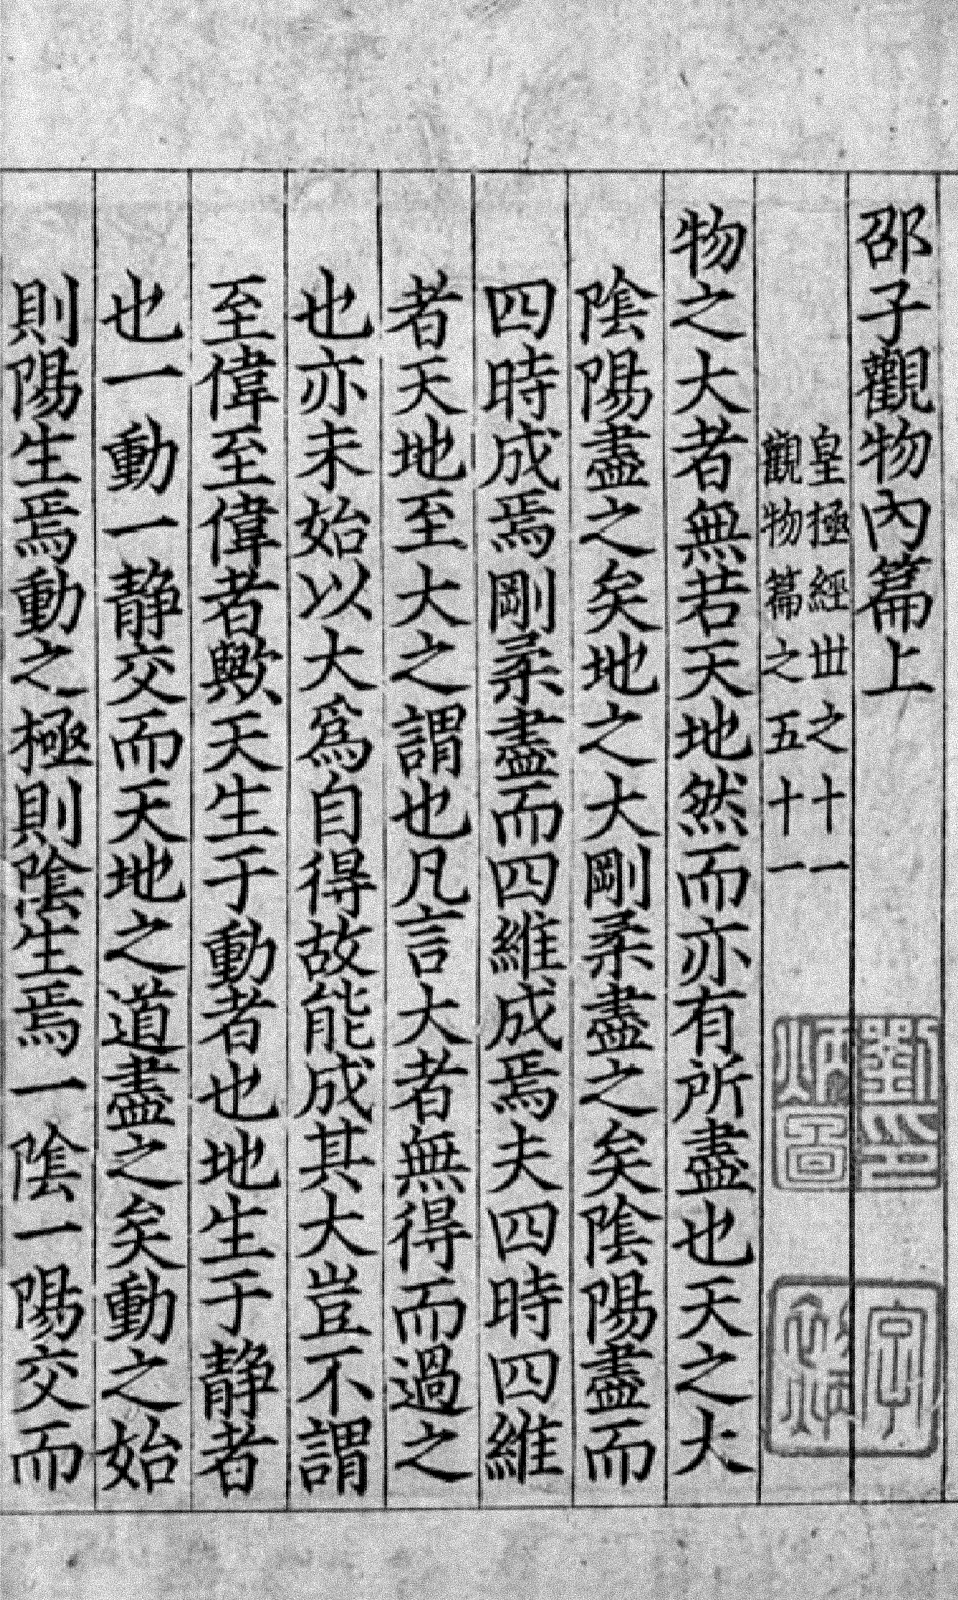 邵子觀物內篇上
皇極經世之十一
觀物篇之五十一
物之大者無若天地然而亦有所盡也天之大
陰陽盡之矣地之大剛柔盡之矣陰陽盡而
四時成焉剛柔盡而四維成焉夫四時四維
者天地至大之謂也凡言大者無得而過之
也亦未始以大爲自得故能成其大豈不謂
至偉至偉者歟天生于動者也地生于静者
也一動一静交而天地之道盡之矣動之始
則陽生焉動之極則陰生焉一陰一陽交而